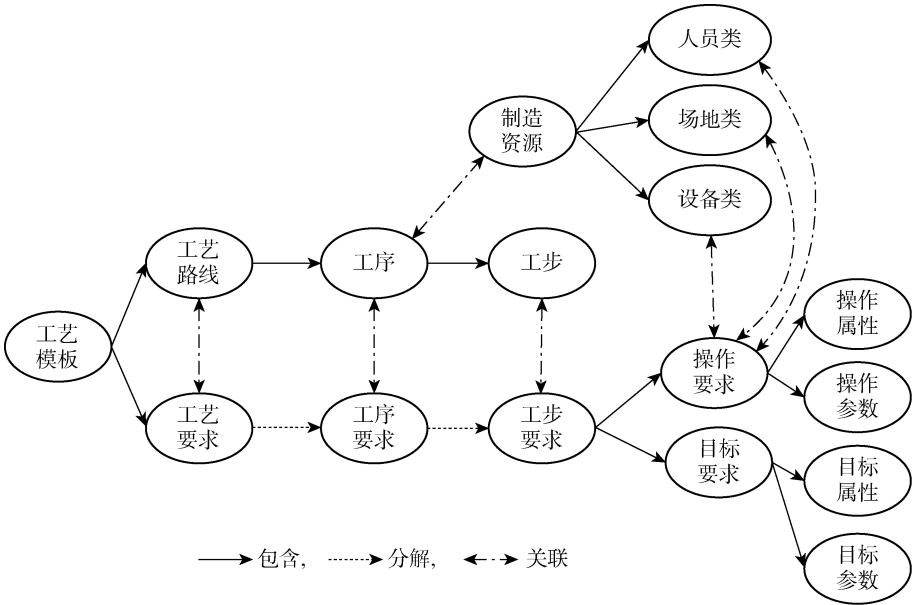 人员类
制造
资源
场地类
设备类
工艺
路线
工序
工步
操作
属性
工艺
模板
操作
要求
操作
参数
工艺
要求
工序
要求
工步
要求
目标
要求
目标
属性
目标
参数
包含,
分解,
关联